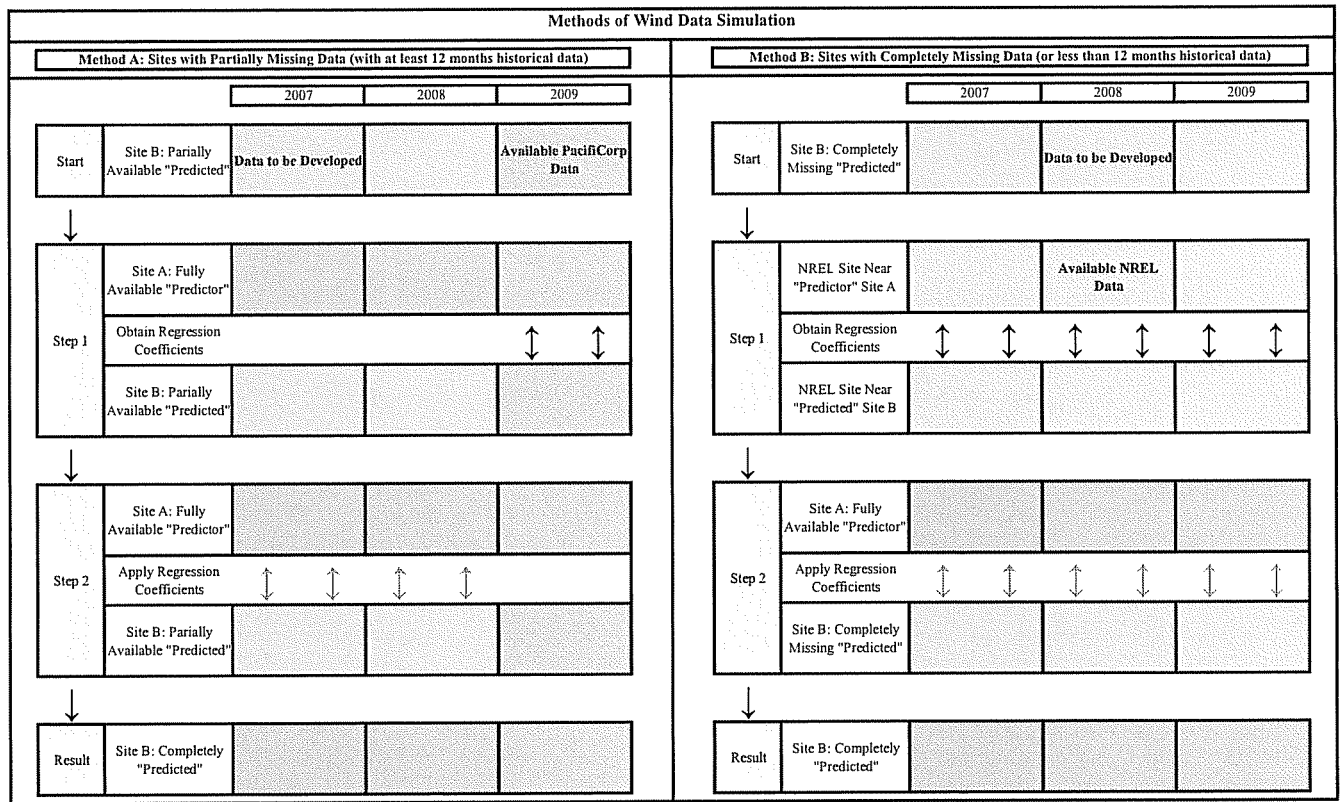 Methods of Wind Data Simulation
Method A: Sites with Partially Missing Data (with at least 12 months historical data)
2007 2008 2009
Start
Site B: Parially
Available "Predicted"
Data to be Developed
Available PacifiCorp
Data
Step 1
Site A: Fully
Available "Predictor"
Obtain Regression
Coefficients
Site B: Partially
Available "Predicted"
Step 2
Site A: Fully
Available "Predictor"
Apply Regression
Coefficients
Site B: Partially
Available "Predicted"
Result
Site B: Completely
"Predicted"
Method B: Sites with Completely Missing Data (or less than 12 months historical data)
2007 2008 2009
Start
Site B: Completely
Missing "Predicted"
Data to be Developed
Step 1
NREL Site Near
"Predictor" Site A
Available NREL
Data
Obtain Regression
Coefficients
NREL Site Near
"Predicted" Site B
Step 2
Site A: Fully
Available "Predictor"
Apply Regression
Coefficients
Site B: Completely
Missing "Predicted"
Result
Site B: Completely
"Predicted"